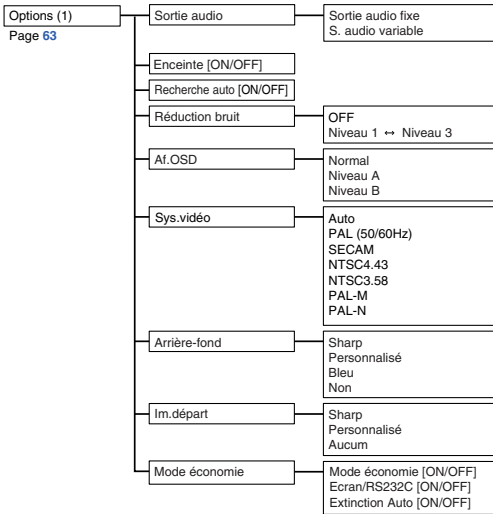 Options (1)
Page 63
Sortie audio
Sortie audio fixe
S. audio variable
Enceinte [ON/OFF]
Recherche auto [ON/OFF]
Réduction bruit
OFF
Niveau 1 ↔ Niveau 3
Af.OSD
Normal
Niveau A
Niveau B
Sys.vidéo
Auto
PAL (50/60Hz)
SECAM
NTSC4.43
NTSC3.58
PAL-M
PAL-N
Arrière-fond
Sharp
Personnalisé
Bleu
Non
Im.départ
Sharp
Personnalisé
Aucum
Mode économie
Mode économie [ON/OFF]
Ecran/RS232C [ON/OFF]
Extinction Auto [ON/OFF]